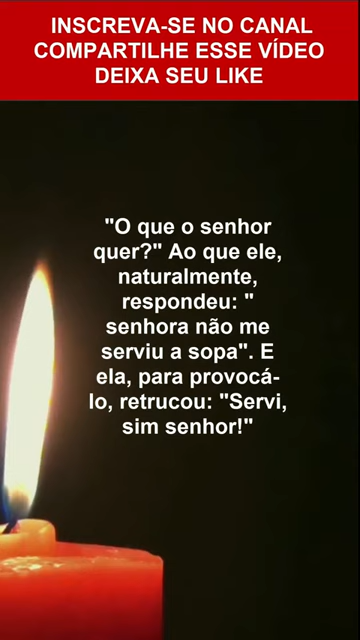 INSCREVA-SE NO CANAL
COMPARTILHE ESSE VÍDEO
DEIXA SEU LIKE
"O que o senhor
quer?" Ao que ele,
naturalmente,
respondeu: "
senhora não me
serviu a sopa". E
ela, para provocá-
lo, retrucou: "Servi,
sim senhor!"